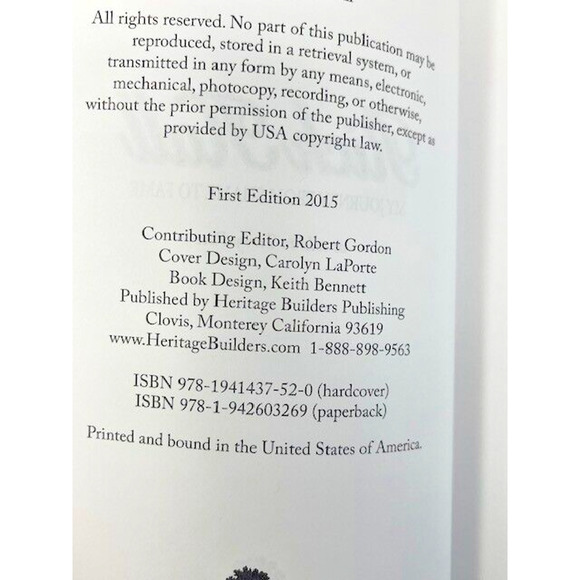 All rights reserved. No part of this publication may be
reproduced, stored in a retrieval system, or
transmitted in any form by any means, electronic,
mechanical, photocopy, recording, or otherwise,
without the prior permission of the publisher, except as
provided by USA copyright law.
First Edition 2015
Contributing Editor, Robert Gordon
Cover Design, Carolyn LaPorte
Book Design, Keith Bennett
Published by Heritage Builders Publishing
Clovis, Monterey California 93619
www.HeritageBuilders.com 1-888-898-9563
ISBN 978-1941437-52-0 (hardcover)
ISBN 978-1-942603269 (paperback)
Printed and bound in the United States of America.